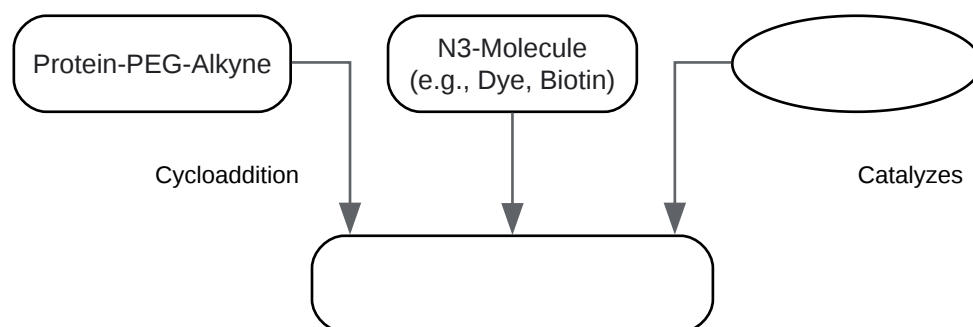 Protein-PEG-Alkyne
N3-Molecule
(e.g., Dye, Biotin)
Cycloaddition
Catalyzes